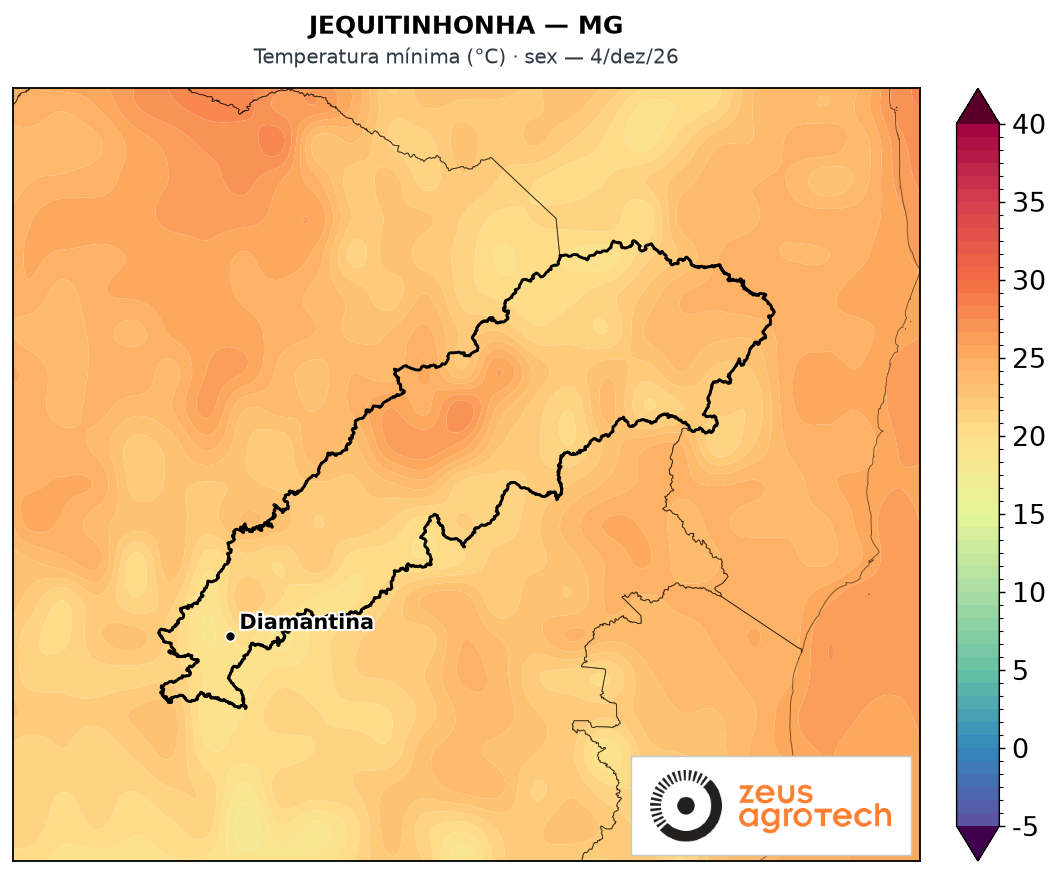 JEQUITINHONHA — MG
Temperatura mínima (°C) · sex — 4/dez/26
40
35
30
25
20
15
10
5
0
-5
Diamantina
zeus
agrotech